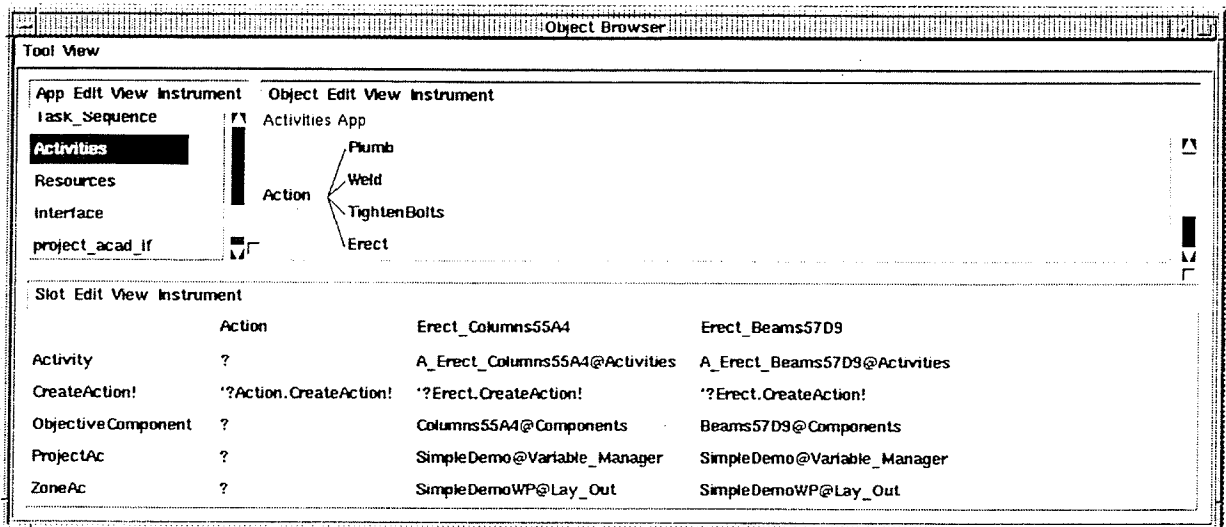 Object Browser
Tool View
App Edit View Instrument
Object Edit View Instrument
Task_Sequence
Activities App
Activities
Plumb
Resources
Action
Weld
Interface
TightenBolts
project_acad_if
Erect
Slot Edit View Instrument
Action Erect_Columns55A4 Erect_Beams57D9
Activity ? A_Erect_Columns55A4@Activities A_Erect_Beams57D9@Activities
CreateAction! '?Action.CreateAction! '?Erect.CreateAction! '?Erect.CreateAction!
ObjectiveComponent ? Columns55A4@Components Beams57D9@Components
ProjectAc ? SimpleDemo@Variable_Manager SimpleDemo@Variable_Manager
ZoneAc ? SimpleDemoWP@Lay_Out SimpleDemoWP@Lay_Out